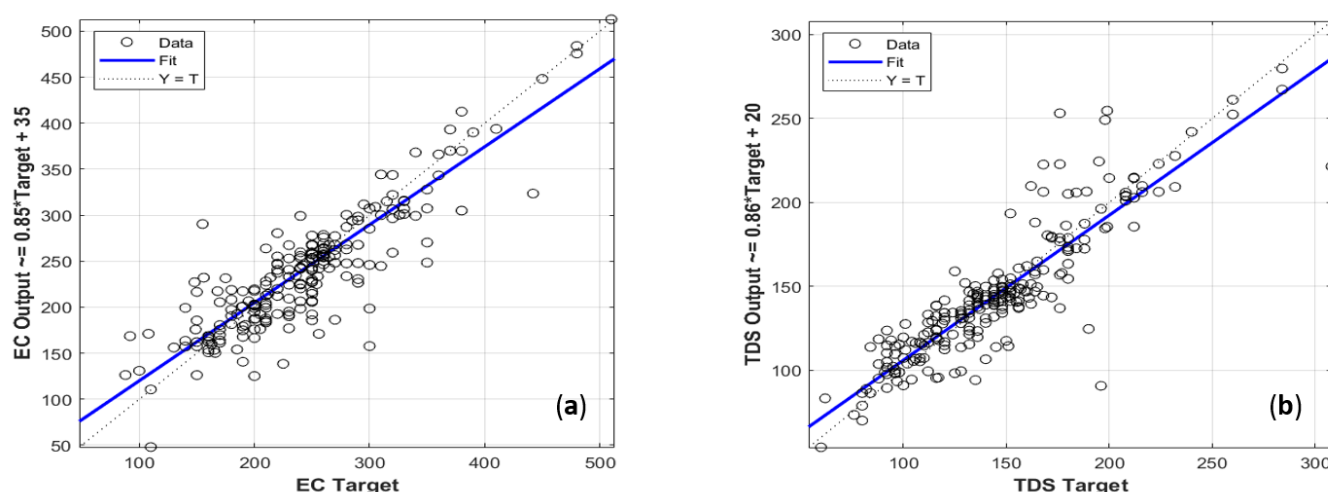 EC Output ~= 0.85*Target + 35
500
450
400
350
300
250
200
150
100
50
Data
Fit
Y = T
(a)
100
200
300
400
500
EC Target
TDS Output ~= 0.86*Target + 20
300
250
200
150
100
Data
Fit
Y = T
(b)
100
150
200
250
300
TDS Target